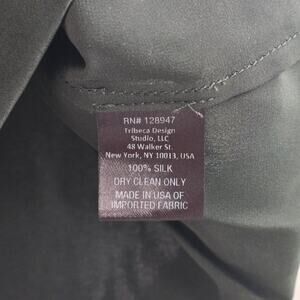 RN# 128947
Tribeca Design
Studio, LLC
48 Walker St.
New York, NY 10013, USA
100% SILK
DRY CLEAN ONLY
MADE IN USA OF
IMPORTED FABRIC